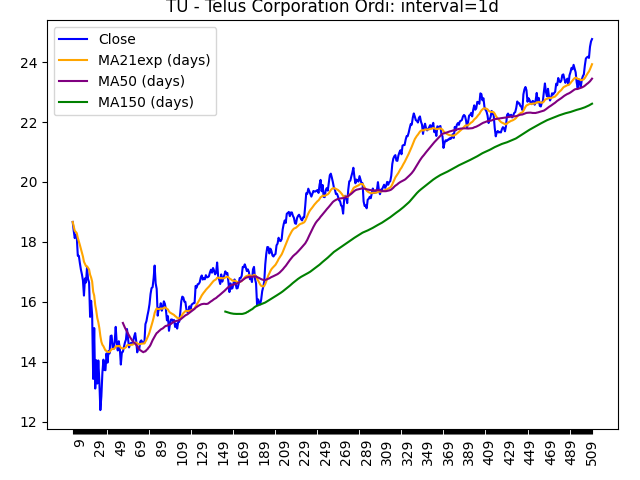 TU - Telus Corporation Ordi: interval=1d
Close
MA21exp (days)
MA50 (days)
MA150 (days)
24
22
20
18
16
14
12
9 29 49 69 89 109 129 149 169 189 209 229 249 269 289 309 329 349 369 389 409 429 449 469 489 509